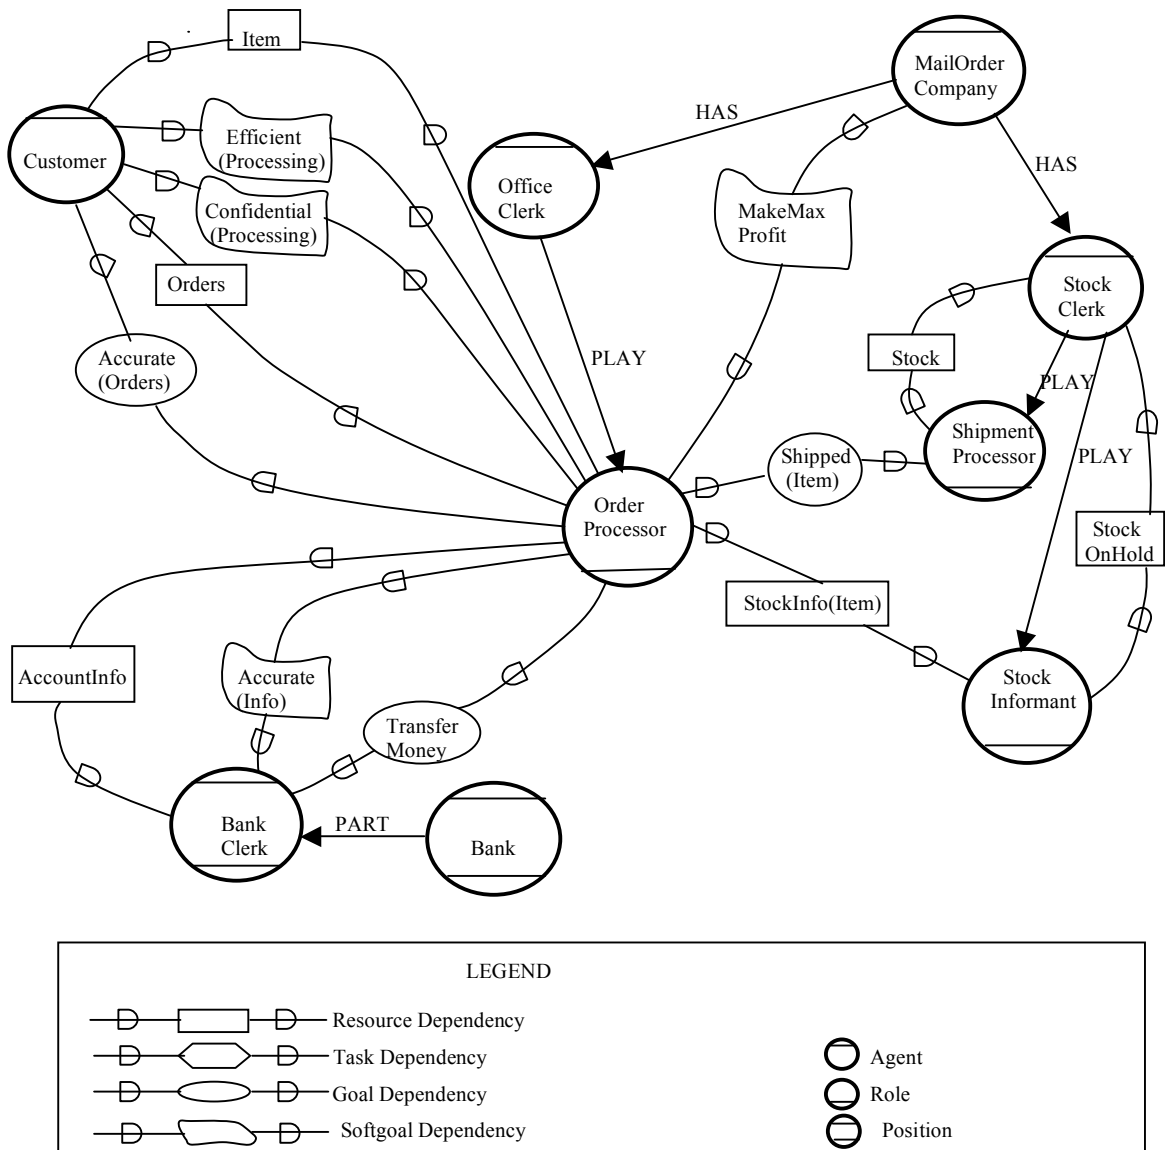 Item
MailOrder
Company
HAS
Customer
Efficient
(Processing)
Office
Clerk
HAS
Confidential
(Processing)
MakeMax
Profit
Orders
Stock
Clerk
Accurate
(Orders)
PLAY
Stock
PLAY
Shipment
Processor
PLAY
Shipped
(Item)
Order
Processor
Stock
OnHold
StockInfo(Item)
AccountInfo
Accurate
(Info)
Stock
Informant
Transfer
Money
Bank
Clerk
PART
Bank
LEGEND
Resource Dependency
Task Dependency
Agent
Goal Dependency
Role
Softgoal Dependency
Position